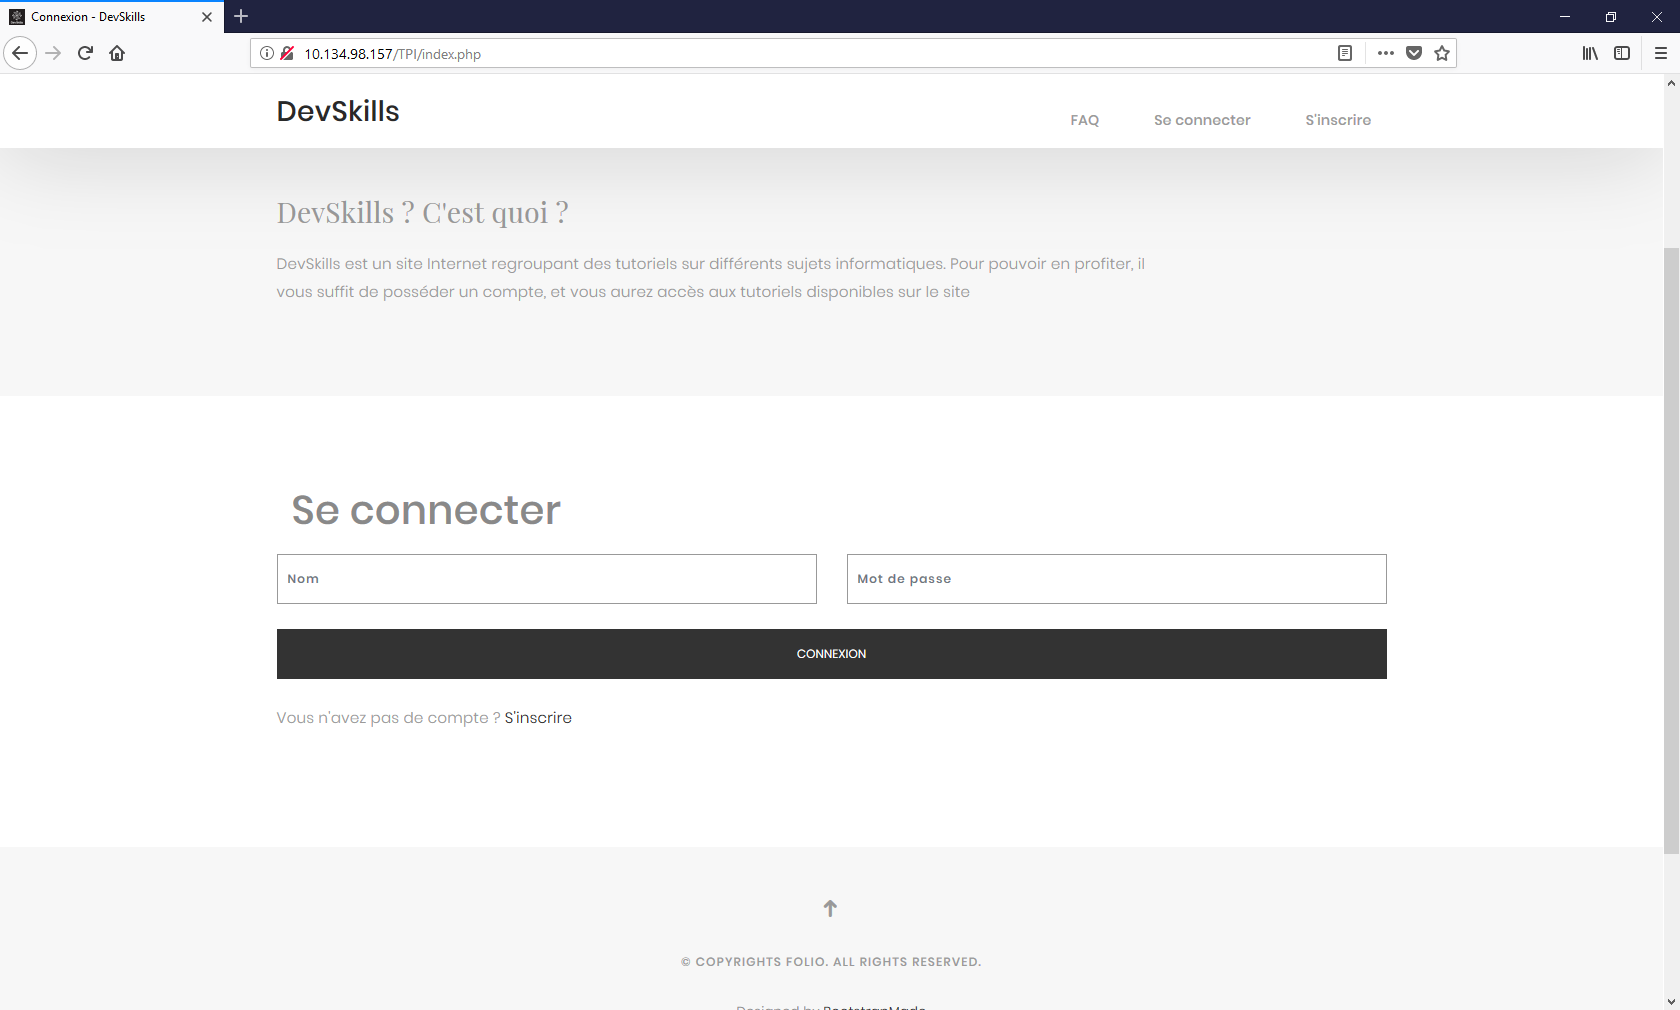 Connexion - DevSkills
10.134.98.157/TPI/index.php
DevSkills
FAQ
Se connecter
S'inscrire
DevSkills ? C'est quoi ?
DevSkills est un site Internet regroupant des tutoriels sur différents sujets informatiques. Pour pouvoir en profiter, il
vous suffit de posséder un compte, et vous aurez accès aux tutoriels disponibles sur le site
Se connecter
Nom
Mot de passe
CONNEXION
Vous n'avez pas de compte ? S'inscrire
© COPYRIGHTS FOLIO. ALL RIGHTS RESERVED.
Designed by BootstrapMade